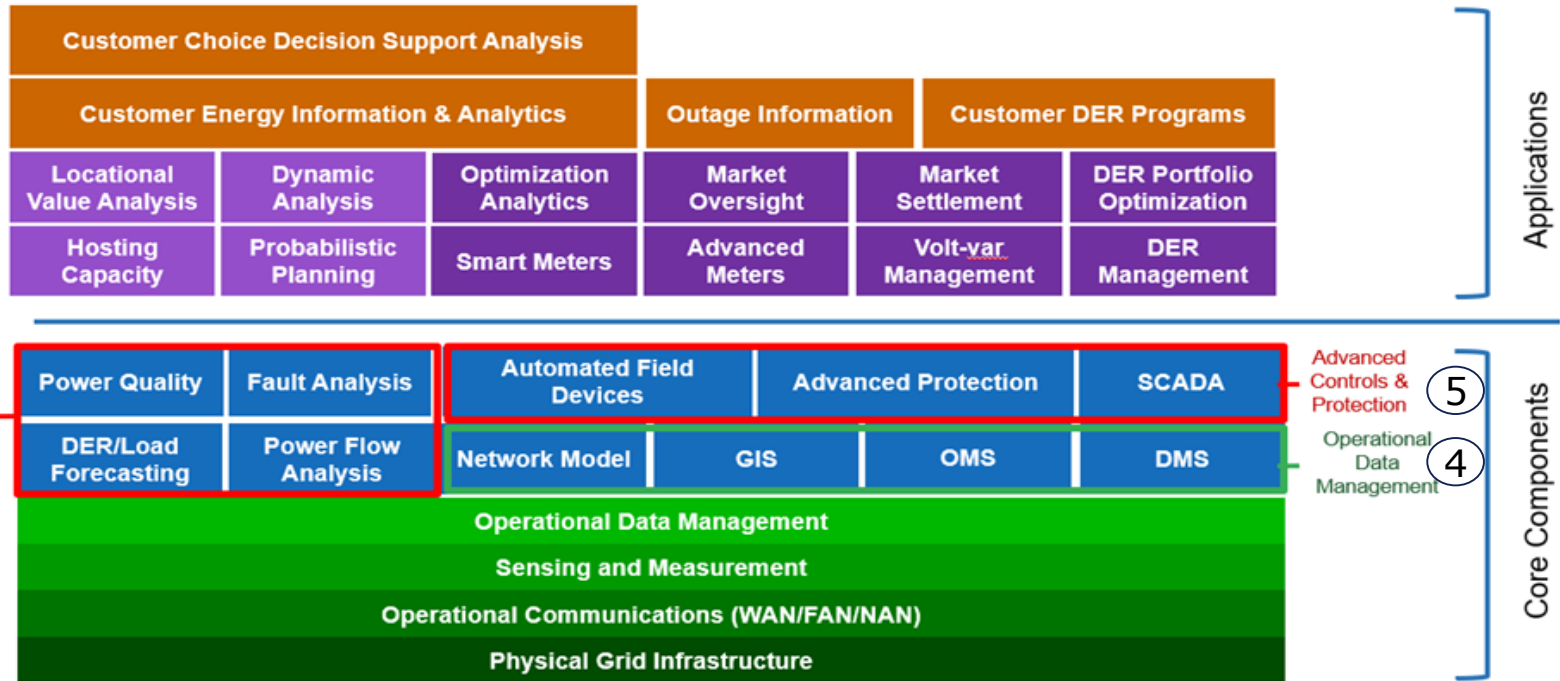 Customer Choice Decision Support Analysis
Customer Energy Information & Analytics
Outage Information
Customer DER Programs
Locational
Value Analysis
Dynamic
Analysis
Optimization
Analytics
Market
Oversight
Market
Settlement
DER Portfolio
Optimization
Hosting
Capacity
Probabilistic
Planning
Smart Meters
Advanced
Meters
Volt-var
Management
DER
Management
Applications
Power Quality
Fault Analysis
Automated Field
Devices
Advanced Protection
SCADA
Advanced
Controls &
Protection
5
DER/Load
Forecasting
Power Flow
Analysis
Network Model
GIS
OMS
DMS
Operational
Data
Management
4
Operational Data Management
Sensing and Measurement
Operational Communications (WAN/FAN/NAN)
Physical Grid Infrastructure
Core Components